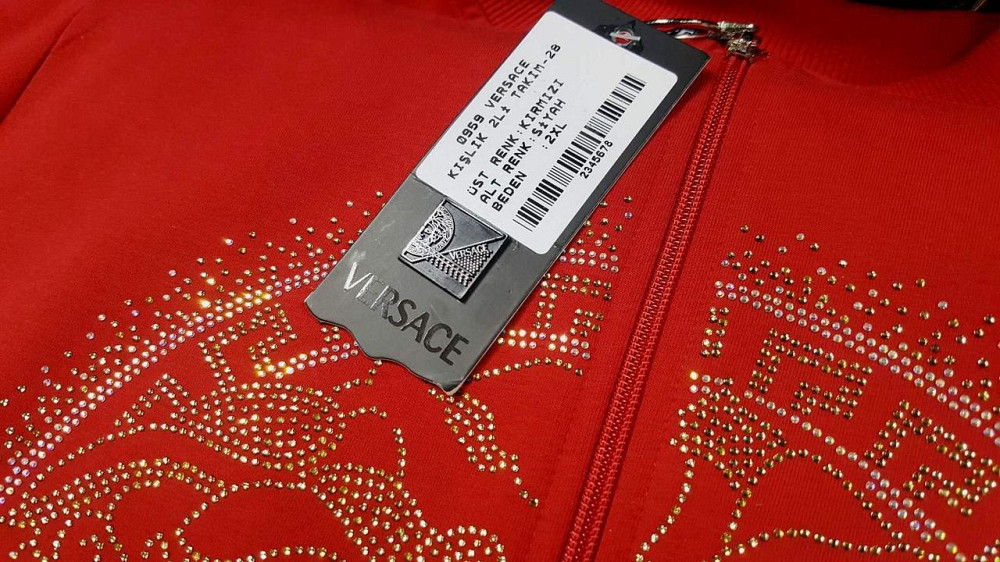 0959 VERSACE
KIŞLIK 2Lİ TAKIM-28
ÜST RENK:KIRMIZI
ALT RENK:SİYAH
BEDEN :2XL
2345678
VERSACE
VERSACE